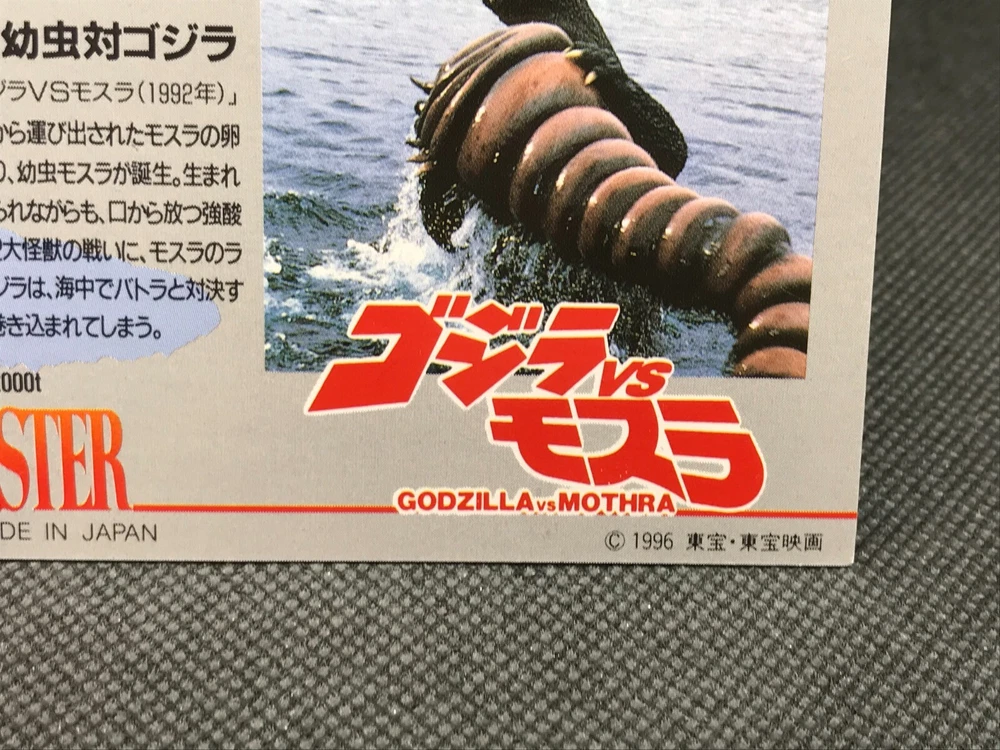 幼虫対ゴジラ
ジラVSモスラ(1992年)」
から運び出されたモスラの卵
、幼虫モスラが誕生。生まれ
られながらも、口から放つ強酸
大怪獣の戦いに、モスラのラ
ジラは、海中でバトラと対決す
巻き込まれてしまう。
000t
STER
DE IN JAPAN
ゴジラVS
モスラ
GODZILLA vs MOTHRA
© 1996 東宝・東宝映画